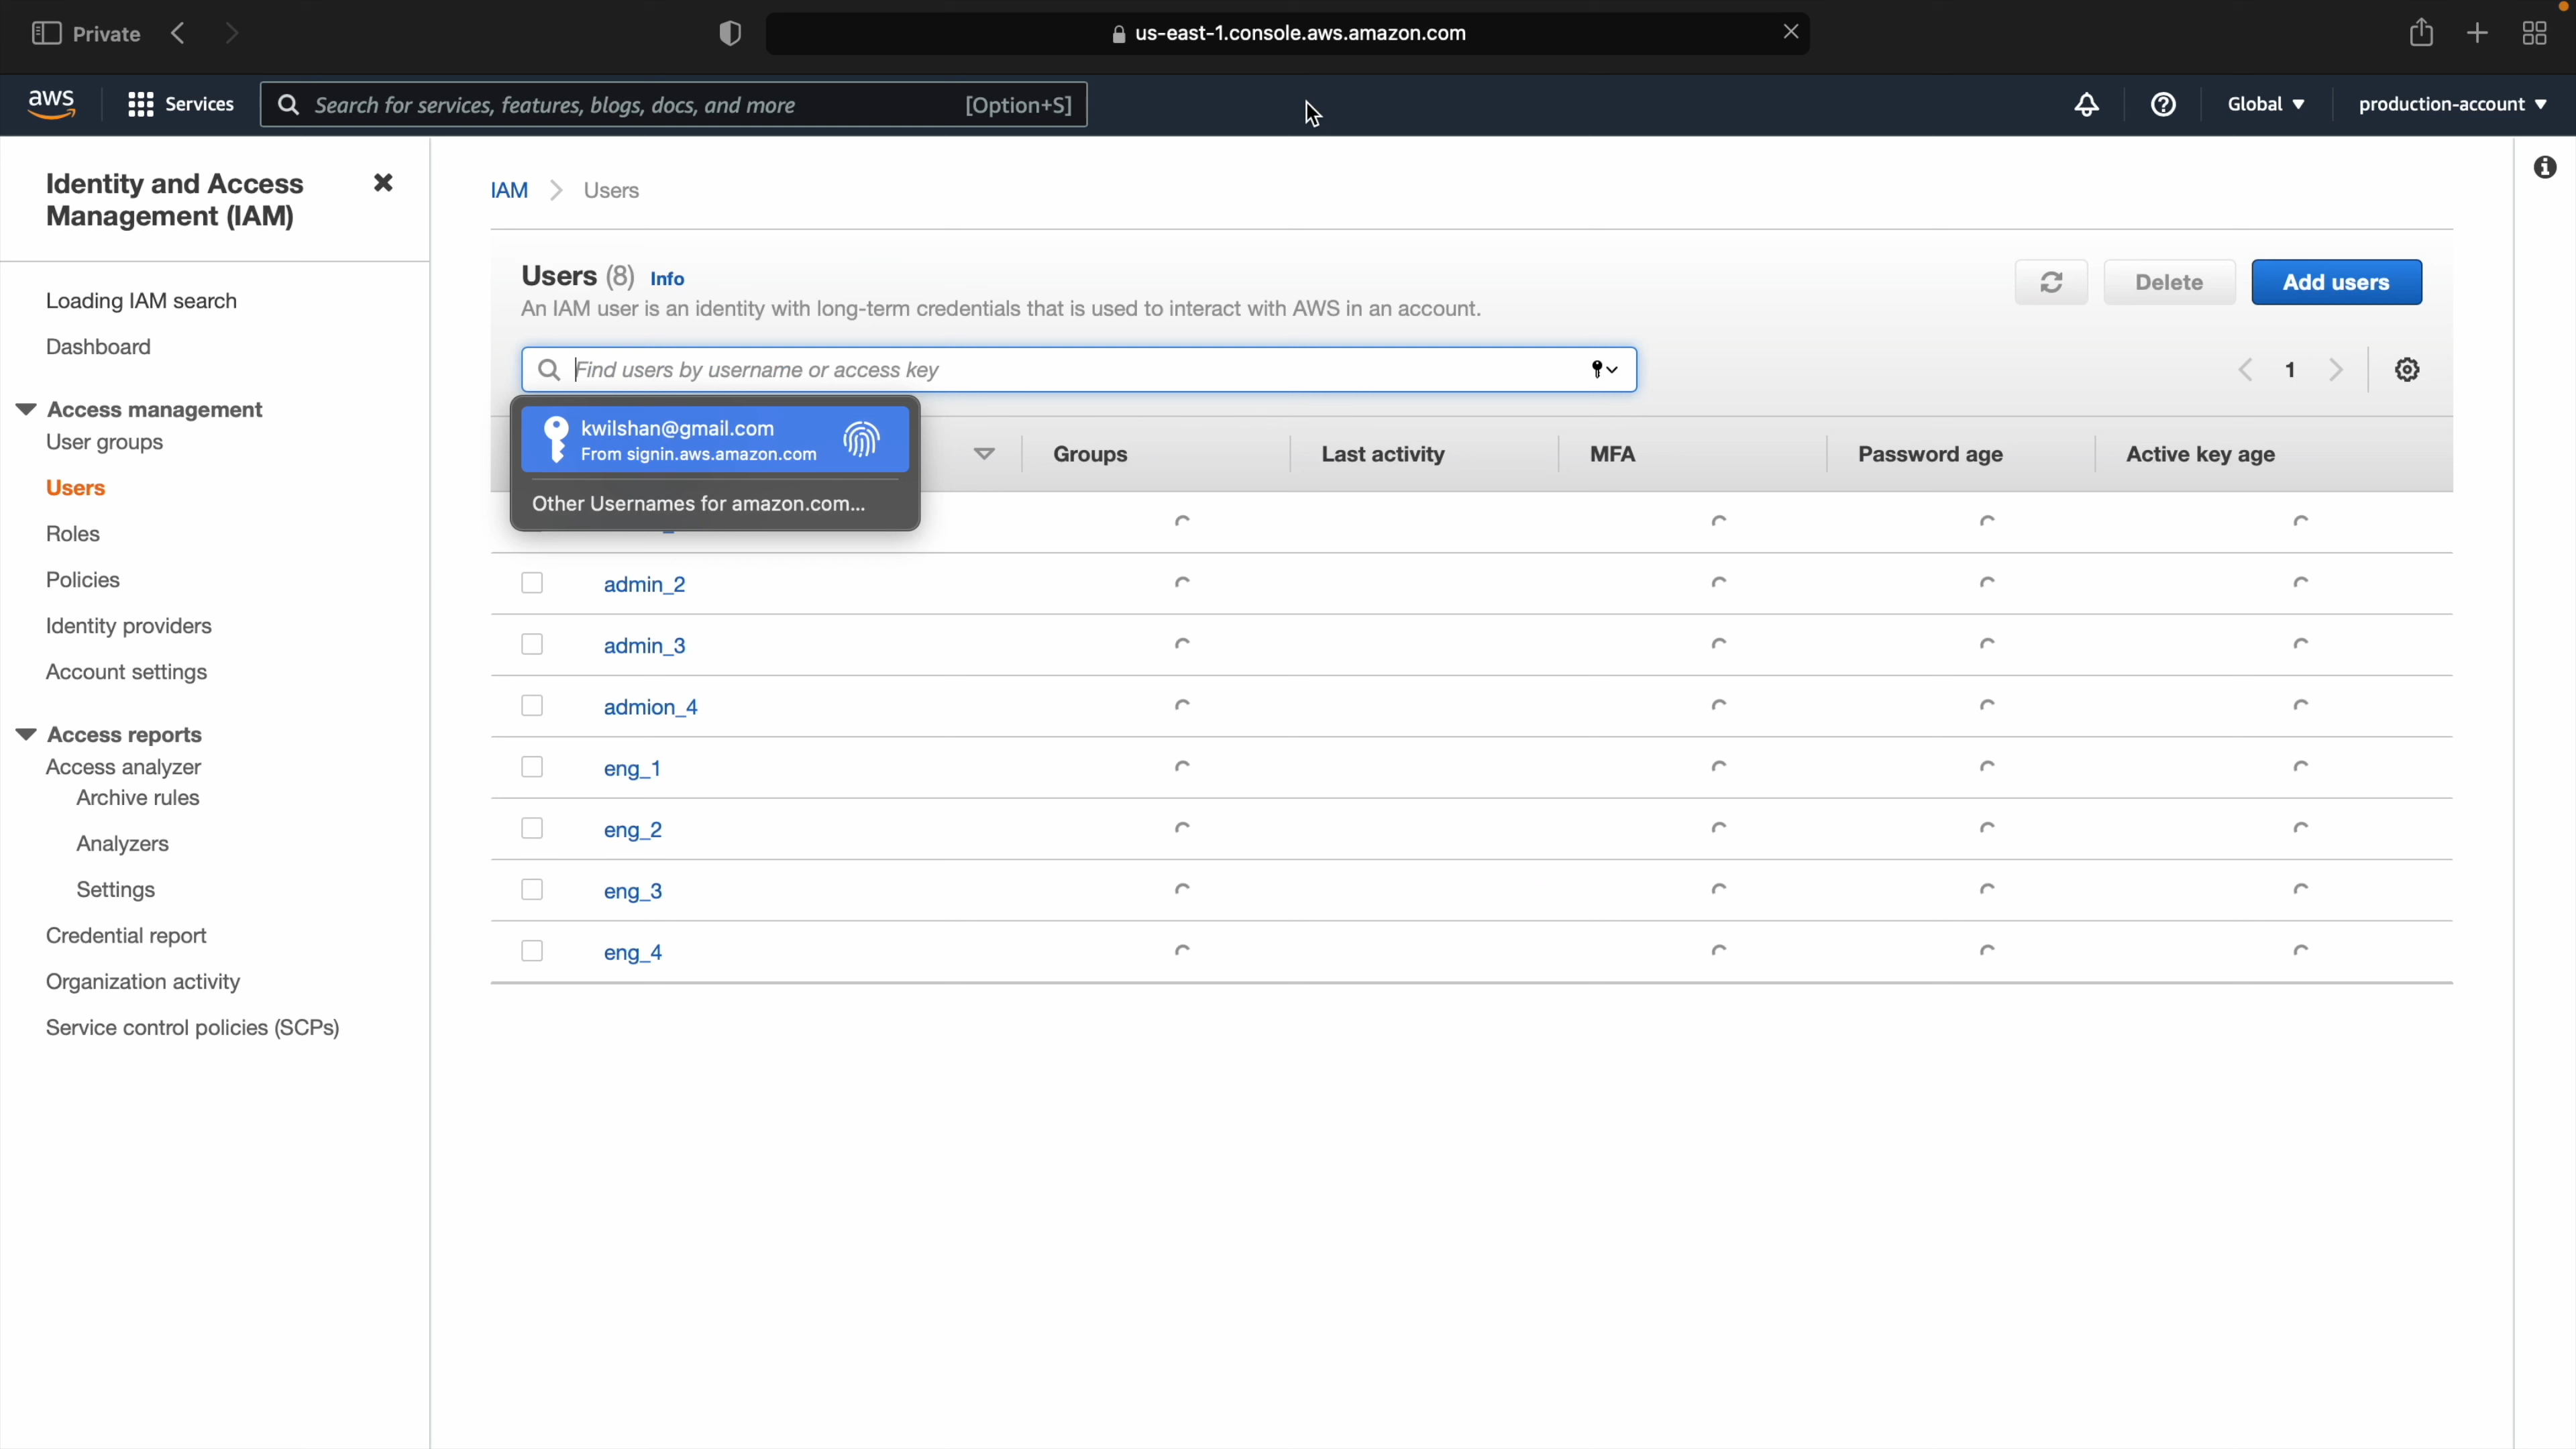 Private
us-east-1.console.aws.amazon.com
aws
Services
Search for services, features, blogs, docs, and more
[Option+S]
Global
production-account
Identity and Access
Management (IAM)
Loading IAM search
Dashboard
Access management
User groups
Users
Roles
Policies
Identity providers
Account settings
Access reports
Access analyzer
Archive rules
Analyzers
Settings
Credential report
Organization activity
Service control policies (SCPs)
IAM > Users
Users (8) Info
An IAM user is an identity with long-term credentials that is used to interact with AWS in an account.
Delete
Add users
Find users by username or access key
1
kwilshan@gmail.com
From signin.aws.amazon.com
Other Usernames for amazon.com...
Groups
Last activity
MFA
Password age
Active key age
admin_2
admin_3
admion_4
eng_1
eng_2
eng_3
eng_4